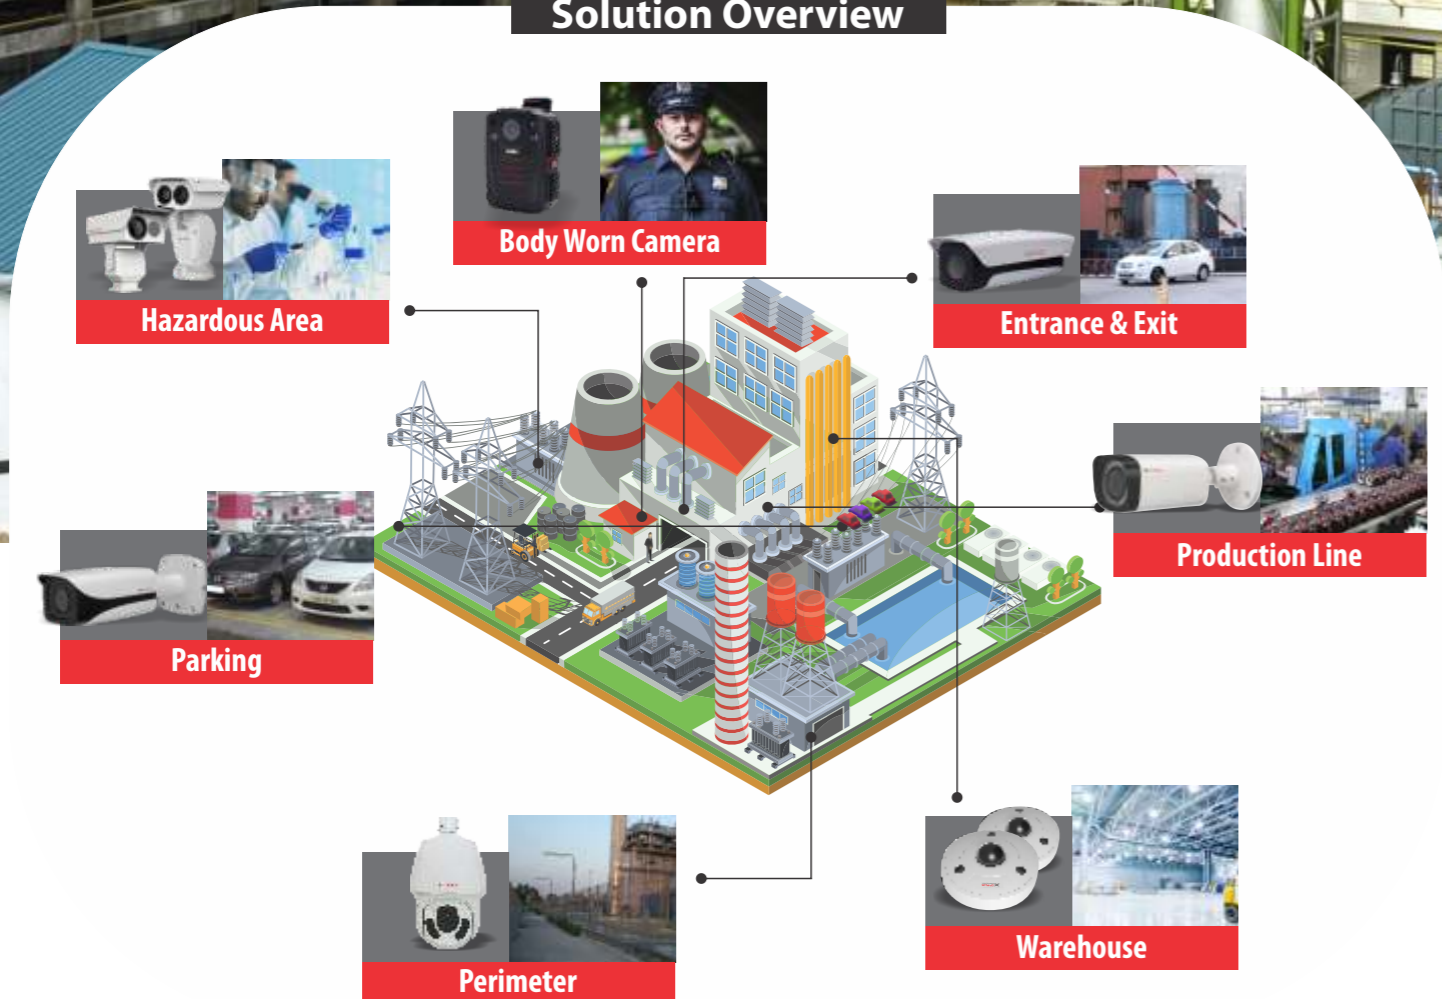 Solution Overview
Body Worn Camera
Hazardous Area
Entrance & Exit
Production Line
Parking
Warehouse
Perimeter